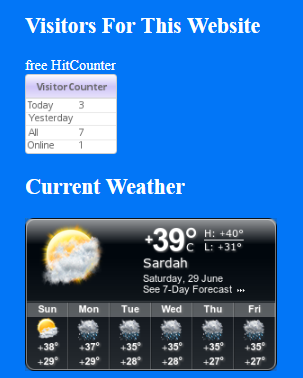 Visitors For This Website
free HitCounter
VisitorCounter
Today 3
Yesterday
All 7
Online 1
Current Weather
+39° C H: +40° L: +31°
Sardah
Saturday, 29 June
See 7-Day Forecast •••
Sun Mon Tue Wed Thu Fri
+38° +37° +35° +35° +35° +36°
+29° +29° +28° +28° +27° +27°